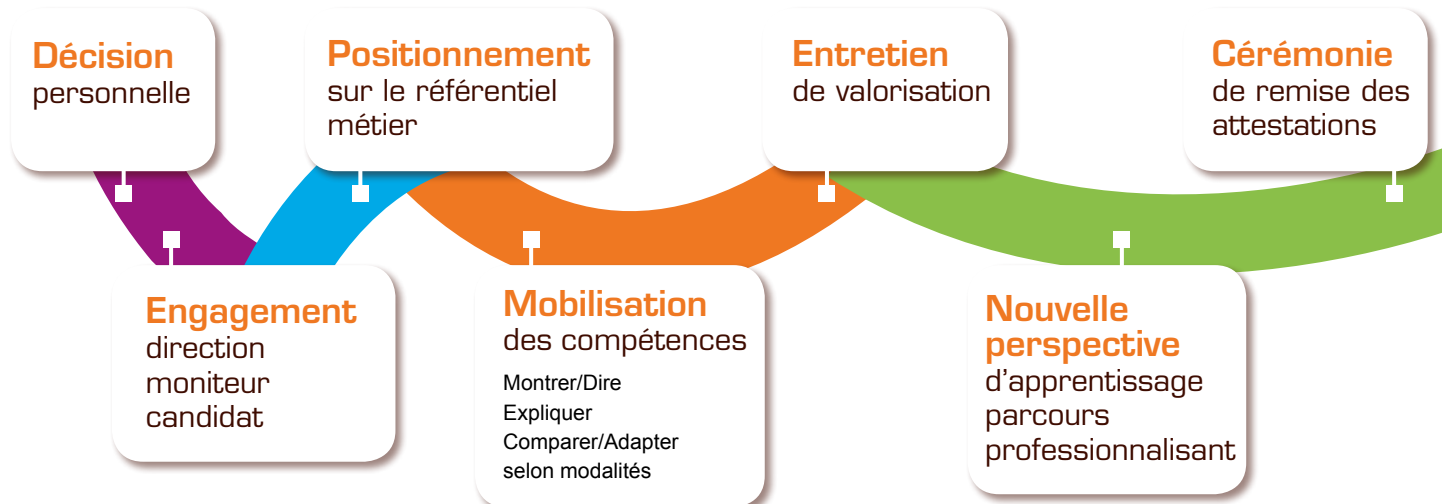 Décision
personnelle
Engagement
direction
moniteur
candidat
Positionnement
sur le référentiel
métier
Mobilisation
des compétences
Montrer/Dire
Expliquer
Comparer/Adapter
selon modalités
Entretien
de valorisation
Nouvelle
perspective
d'apprentissage
parcours
professionnalisant
Cérémonie
de remise des
attestations